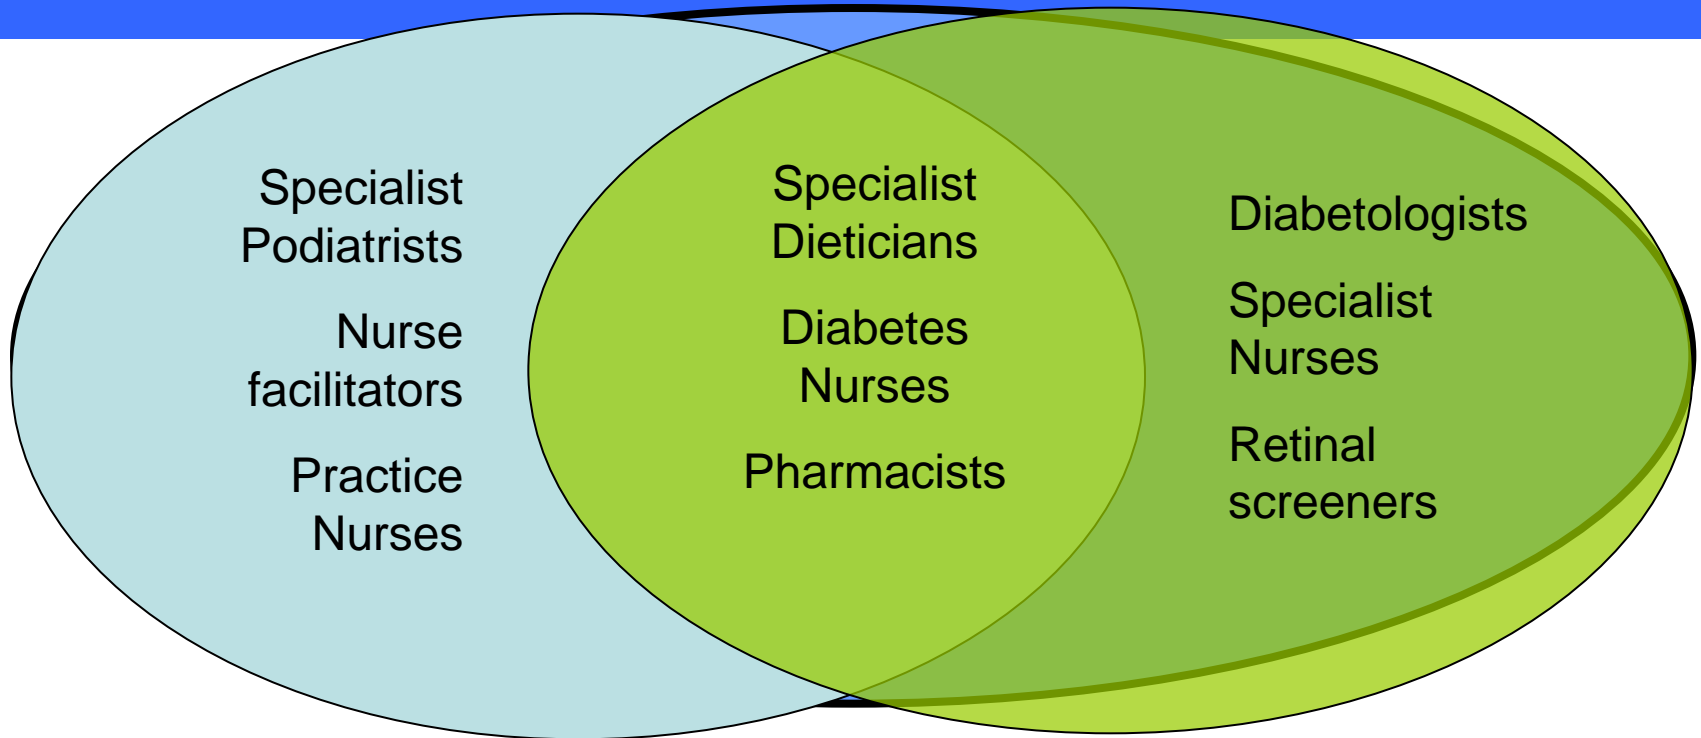 Specialist
Podiatrists
Nurse
facilitators
Practice
Nurses
Specialist
Dieticians
Diabetes
Nurses
Pharmacists
Diabetologists
Specialist
Nurses
Retinal
screeners